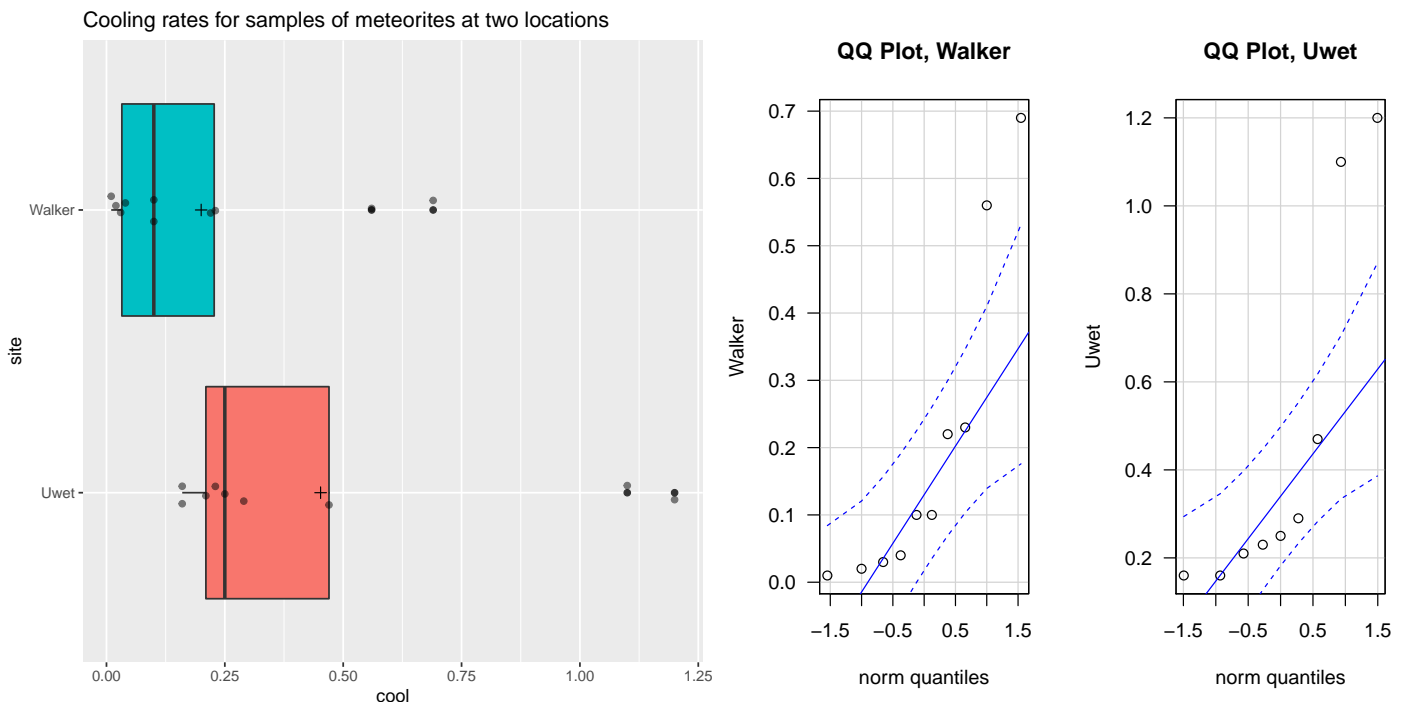 Cooling rates for samples of meteorites at two locations
site
Walker
Uwet
0.00 0.25 0.50 0.75 1.00 1.25
cool
QQ Plot, Walker
Walker
0.7
0.6
0.5
0.4
0.3
0.2
0.1
0.0
−1.5 −0.5 0.5 1.5
norm quantiles
QQ Plot, Uwet
Uwet
1.2
1.0
0.8
0.6
0.4
0.2
−1.5 −0.5 0.5 1.5
norm quantiles